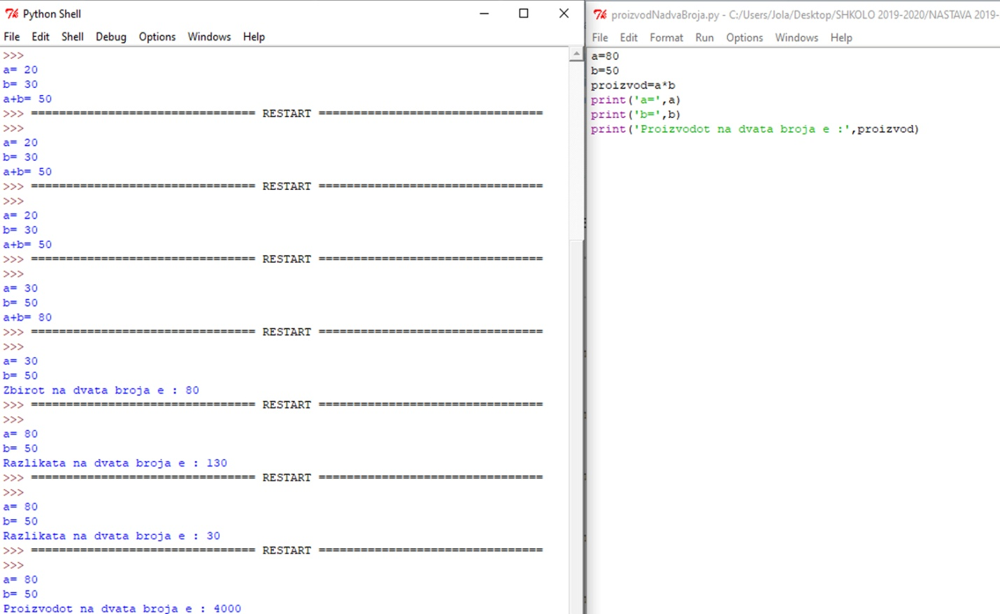 Python Shell
File Edit Shell Debug Options Windows Help
>>>
a= 20
b= 30
a+b= 50
>>> ================================ RESTART ================================
>>>
a= 20
b= 30
a+b= 50
>>> ================================ RESTART ================================
>>>
a= 20
b= 30
a+b= 50
>>> ================================ RESTART ================================
>>>
a= 30
b= 50
a+b= 80
>>> ================================ RESTART ================================
>>>
a= 30
b= 50
Zbirot na dvata broja e : 80
>>> ================================ RESTART ================================
>>>
a= 80
b= 50
Razlikata na dvata broja e : 130
>>> ================================ RESTART ================================
>>>
a= 80
b= 50
Razlikata na dvata broja e : 30
>>> ================================ RESTART ================================
>>>
a= 80
b= 50
Proizvodot na dvata broja e : 4000
proizvodNadvaBroja.py - C:/Users/Jola/Desktop/SHKOLO 2019-2020/NASTAVA 2019-
File Edit Format Run Options Windows Help
a=80
b=50
proizvod=a*b
print('a=',a)
print('b=',b)
print('Proizvodot na dvata broja e :',proizvod)